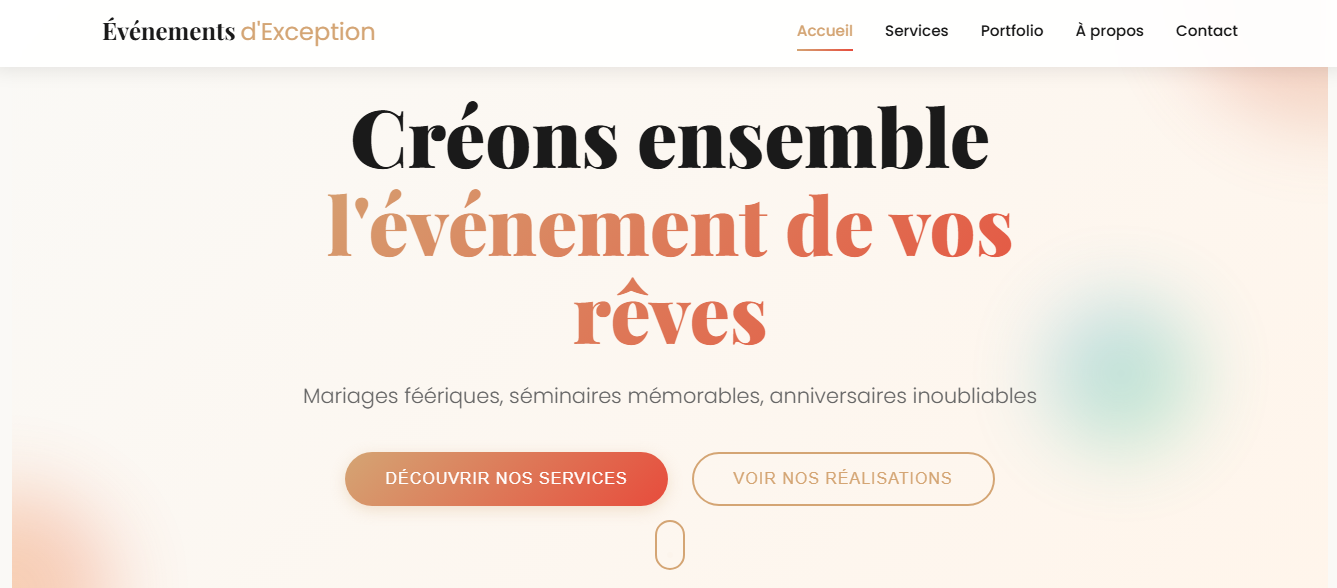 Événements d'Exception
Accueil Services Portfolio À propos Contact
Créons ensemble
l'événement de vos
rêves
Mariages féériques, séminaires mémorables, anniversaires inoubliables
DÉCOUVRIR NOS SERVICES
VOIR NOS RÉALISATIONS